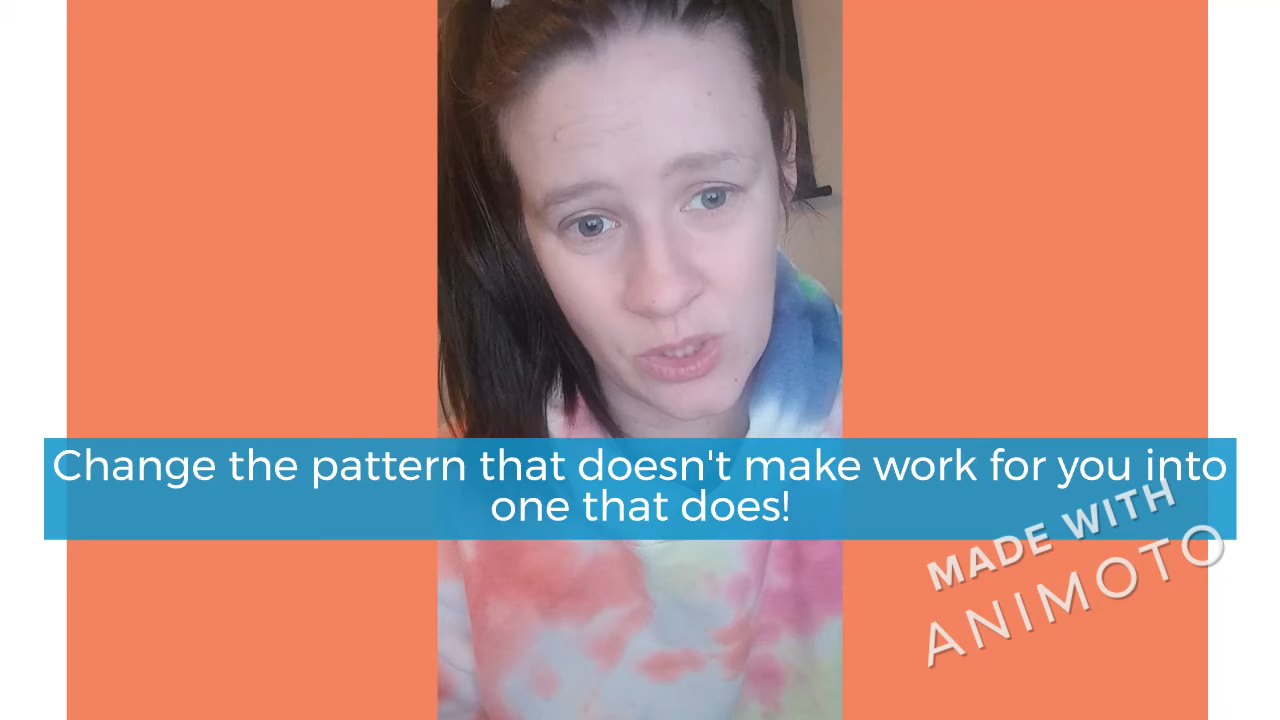 Change the pattern that doesn't make work for you into
one that does!
MADE WITH
ANIMOTO